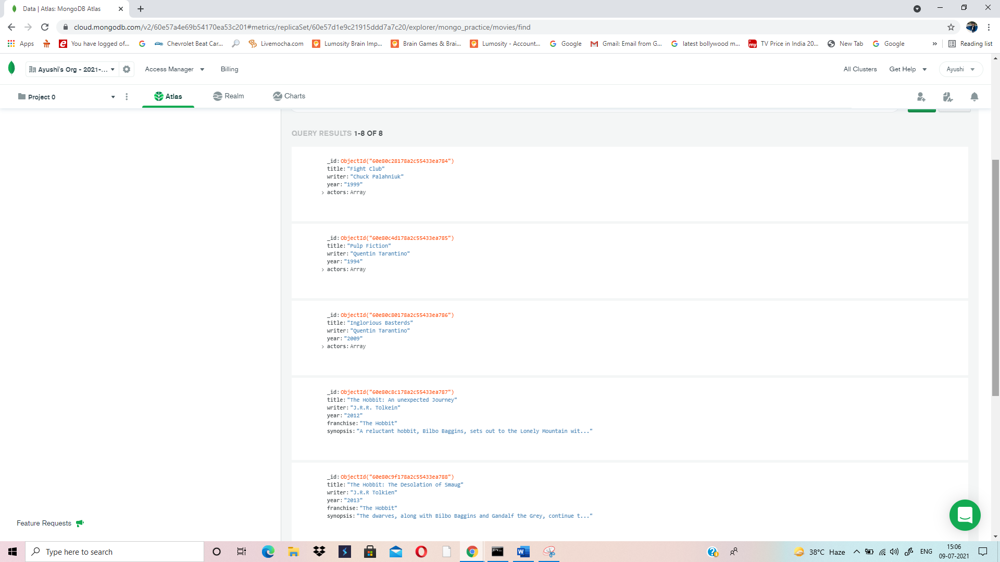 Data | Atlas: MongoDB Atlas
cloud.mongodb.com/v2/60e57a4e69b54170ea53c201#metrics/replicaSet/60e57d1e9c21915ddd7a7c20/explorer/mongo_practice/movies/find
Apps You have logged of... Chevrolet Beat Car... Livemocha.com Lumosity Brain Imp... Brain Games & Brai... Lumosity - Account... Google Gmail: Email from G... latest bollywood m... my TV Price in India 20... New Tab Google » Reading list
Ayushi's Org - 2021-... Access Manager Billing All Clusters Get Help Ayushi
Project 0 Atlas Realm Charts
QUERY RESULTS 1-8 OF 8
_id: ObjectId("60e80c28178a2c55433ea784")
title: "Fight Club"
writer: "Chuck Palahniuk"
year: "1999"
> actors: Array
_id: ObjectId("60e80c4d178a2c55433ea785")
title: "Pulp Fiction"
writer: "Quentin Tarantino"
year: "1994"
> actors: Array
_id: ObjectId("60e80c80178a2c55433ea786")
title: "Inglorious Basterds"
writer: "Quentin Tarantino"
year: "2009"
> actors: Array
_id: ObjectId("60e80c8c178a2c55433ea787")
title: "The Hobbit: An unexpected Journey"
writer: "J.R.R. Tolkein"
year: "2012"
franchise: "The Hobbit"
synopsis: "A reluctant hobbit, Bilbo Baggins, sets out to the Lonely Mountain wit..."
_id: ObjectId("60e80c9f178a2c55433ea788")
title: "The Hobbit: The Desolation of Smaug"
writer: "J.R.R Tolkien"
year: "2013"
franchise: "The Hobbit"
synopsis: "The dwarves, along with Bilbo Baggins and Gandalf the Grey, continue t..."
Feature Requests
Type here to search 38°C Haze ENG 15:06
09-07-2021